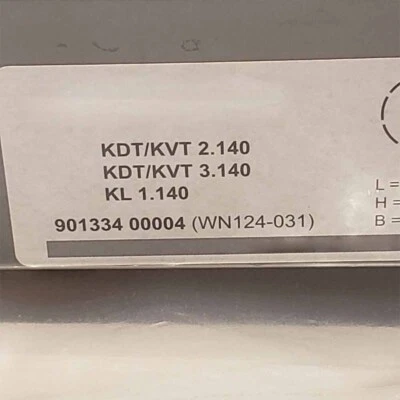 KDT/KVT 2.140
KDT/KVT 3.140
KL 1.140
901334 00004 (WN124-031)
L =
H =
B =